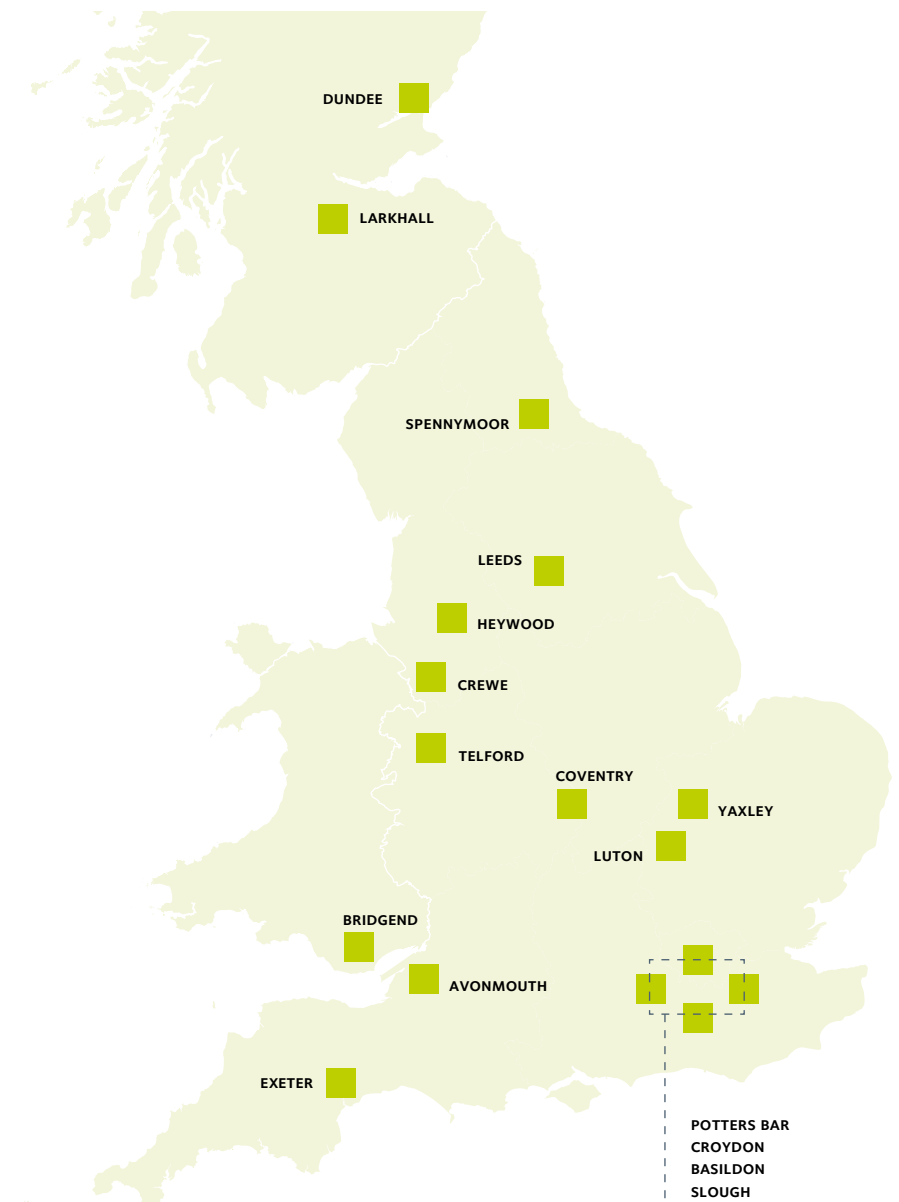 DUNDEE
LARKHALL
SPENNYMOOR
LEEDS
HEYWOOD
CREWE
TELFORD
COVENTRY
YAXLEY
LUTON
BRIDGEND
AVONMOUTH
EXETER
POTTERS BAR
CROYDON
BASILDON
SLOUGH